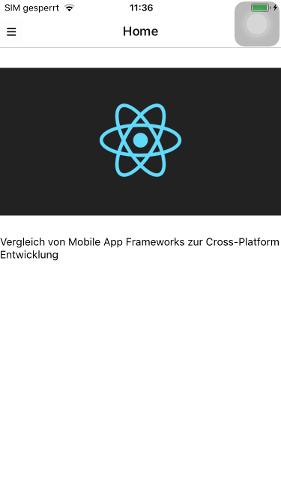 SIM gesperrt 11:36
Home
Vergleich von Mobile App Frameworks zur Cross-Platform
Entwicklung